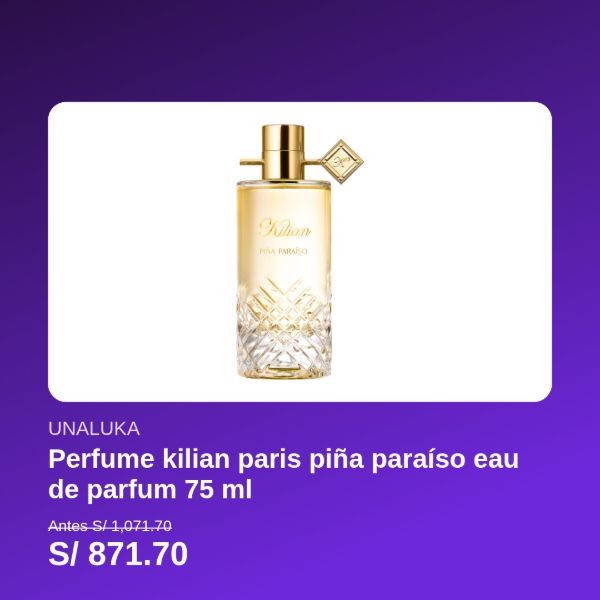 Kilian
PIÑA PARAÍSO
UNALUKA
Perfume kilian paris piña paraíso eau
de parfum 75 ml
Antes S/ 1,071.70
S/ 871.70